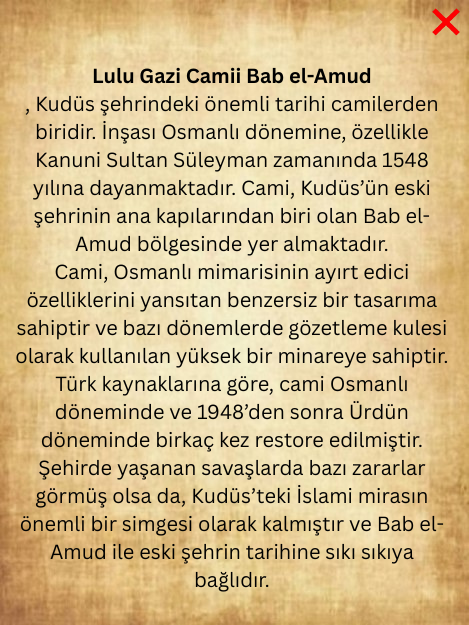 Lulu Gazi Camii Bab el-Amud
, Kudüs şehrindeki önemli tarihi camilerden
biridir. İnşası Osmanlı dönemine, özellikle
Kanuni Sultan Süleyman zamanında 1548
yılına dayanmaktadır. Cami, Kudüs’ün eski
şehrinin ana kapılarından biri olan Bab el-
Amud bölgesinde yer almaktadır.
Cami, Osmanlı mimarisinin ayırt edici
özelliklerini yansıtan benzersiz bir tasarıma
sahiptir ve bazı dönemlerde gözetleme kulesi
olarak kullanılan yüksek bir minareye sahiptir.
Türk kaynaklarına göre, cami Osmanlı
döneminde ve 1948’den sonra Ürdün
döneminde birkaç kez restore edilmiştir.
Şehirde yaşanan savaşlarda bazı zararlar
görmüş olsa da, Kudüs’teki İslami mirasın
önemli bir simgesi olarak kalmıştır ve Bab el-
Amud ile eski şehrin tarihine sıkı sıkıya
bağlıdır.